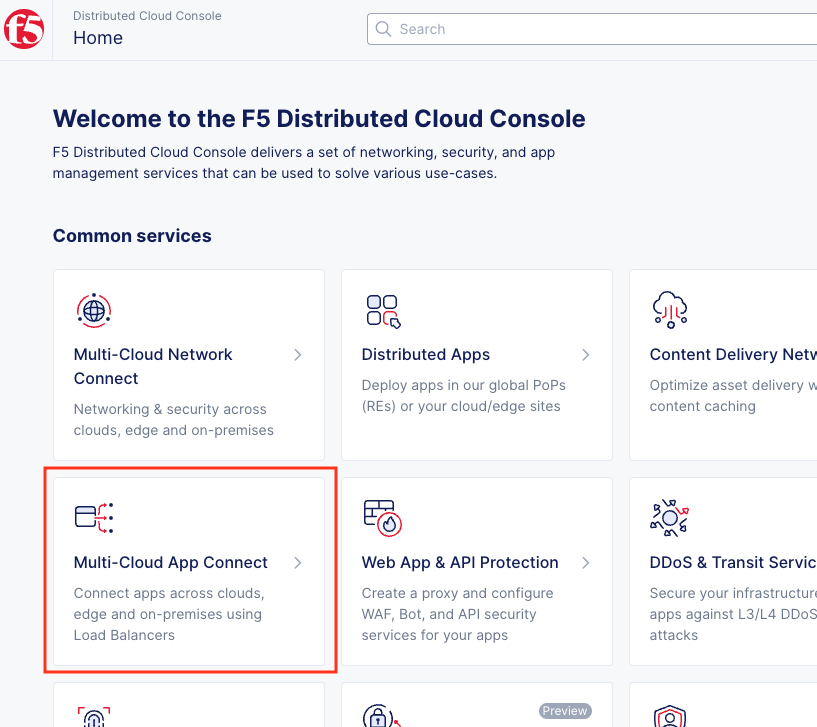 f5
Distributed Cloud Console
Home
Search
Welcome to the F5 Distributed Cloud Console
F5 Distributed Cloud Console delivers a set of networking, security, and app
management services that can be used to solve various use-cases.
Common services
Multi-Cloud Network
Connect
Networking & security across
clouds, edge and on-premises
Distributed Apps
Deploy apps in our global PoPs
(REs) or your cloud/edge sites
Content Delivery Netw
Optimize asset delivery w
content caching
Multi-Cloud App Connect
Connect apps across clouds,
edge and on-premises using
Load Balancers
Web App & API Protection
Create a proxy and configure
WAF, Bot, and API security
services for your apps
DDoS & Transit Servic
Secure your infrastructure
apps against L3/L4 DDoS
attacks
Preview